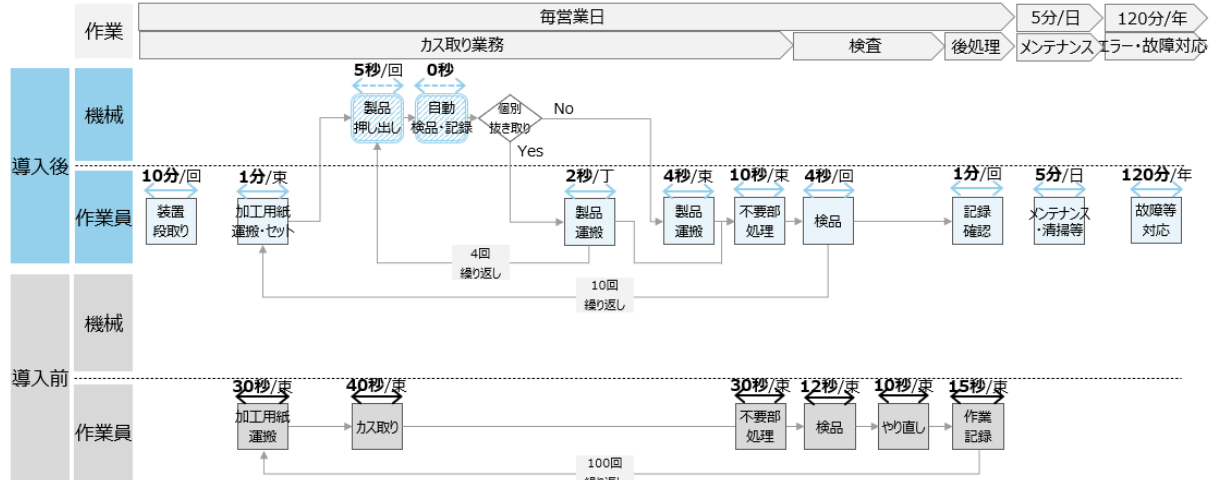 作業
毎営業日
5分/日
120分/年
カス取り業務
検査
後処理
メンテナンス
エラー・故障対応
導入後
機械
5秒/回
0秒
製品
押し出し
自動
検品・記録
個別
抜き取り
No
Yes
作業員
10分/回
1分/束
2秒/丁
4秒/束
10秒/束
4秒/回
1分/回
5分/日
120分/年
装置
段取り
加工用紙
運搬・セット
製品
運搬
製品
運搬
不要部
処理
検品
記録
確認
メンテナンス
・清掃等
故障等
対応
4回
繰り返し
10回
繰り返し
導入前
機械
作業員
30秒/束
40秒/束
30秒/束
12秒/束
10秒/束
15秒/束
加工用紙
運搬
カス取り
不要部
処理
検品
やり直し
作業
記録
100回
繰り返し